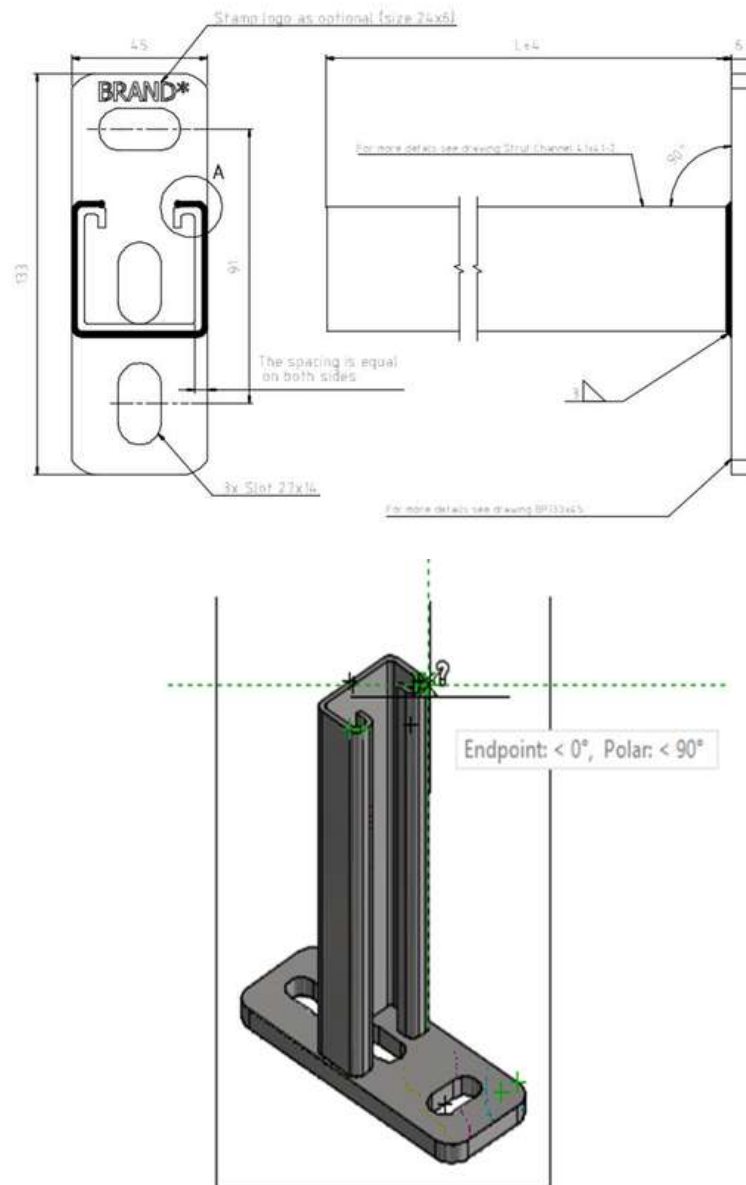 Stamp logo as optional (size 24x6)
45
L±4
6
BRAND*
For more details see drawing Strut Channel 41x41-2
90°
A
133
91
The spacing is equal
on both sides
3
3x Slot 27x14
For more details see drawing BP133x45
?
Endpoint: < 0°, Polar: < 90°